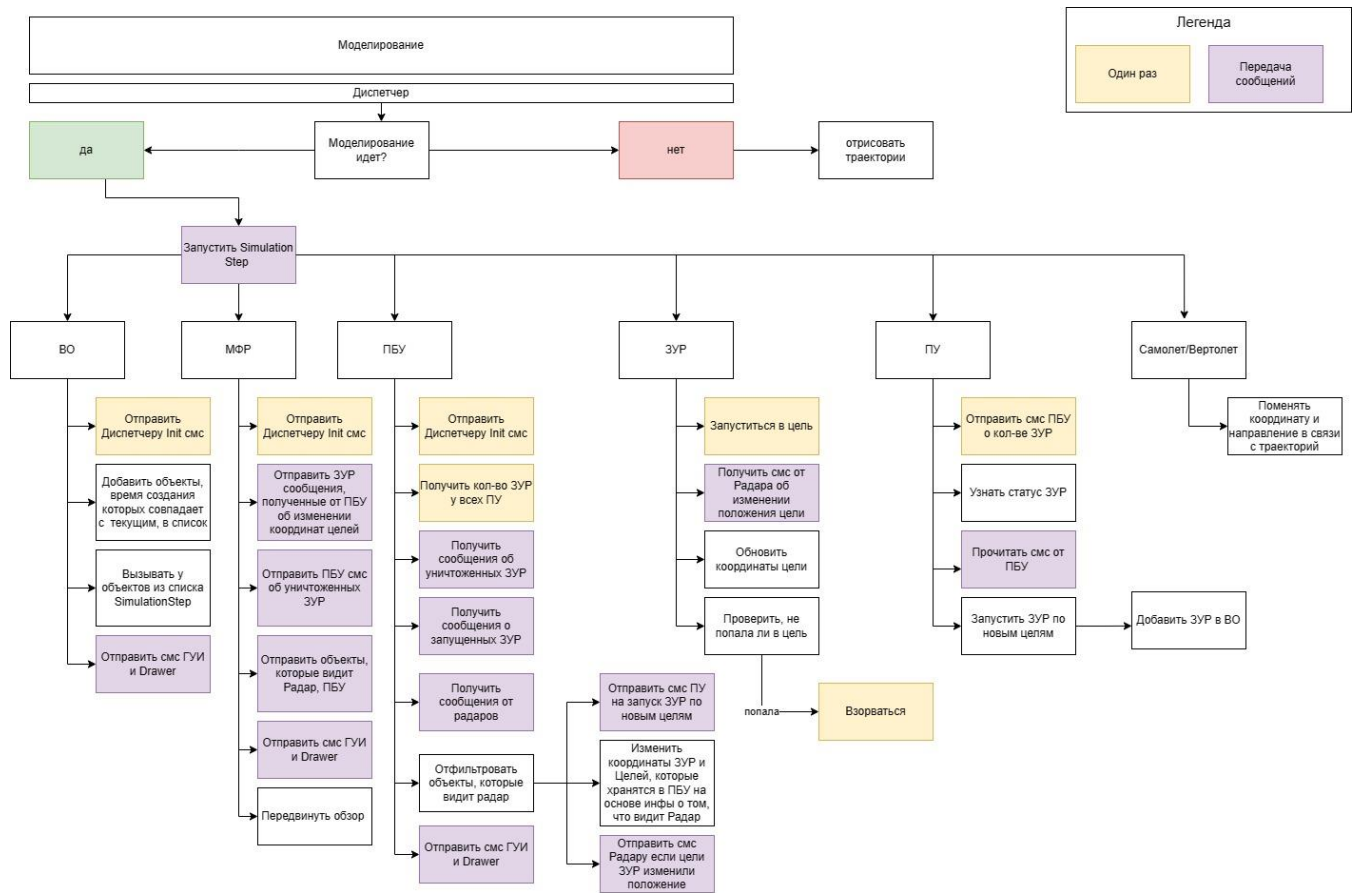 Моделирование
Диспетчер
Легенда
Один раз
Передача
сообщений
да
Моделирование
идет?
нет
отрисовать
траектории
Запустить Simulation
Step
ВО
МФР
ПБУ
ЗУР
ПУ
Самолет/Вертолет
Отправить
Диспетчеру Init смс
Добавить объекты,
время создания
которых совпадает
с текущим, в список
Вызывать у
объектов из списка
SimulationStep
Отправить смс ГУИ
и Drawer
Отправить
Диспетчеру Init смс
Отправить ЗУР
сообщения,
полученные от ПБУ
об изменении
координат целей
Отправить ПБУ смс
об уничтоженных
ЗУР
Отправить объекты,
которые видит
Радар, ПБУ
Отправить смс ГУИ
и Drawer
Передвинуть обзор
Отправить
Диспетчеру Init смс
Получить кол-во ЗУР
у всех ПУ
Получить
сообщения об
уничтоженных ЗУР
Получить
сообщения о
запущенных ЗУР
Получить
сообщения от
радаров
Отфильтровать
объекты, которые
видит радар
Отправить смс ГУИ
и Drawer
Отправить смс ПУ
на запуск ЗУР по
новым целям
Изменить
координаты ЗУР и
Целей, которые
хранятся в ПБУ на
основе инфы о том,
что видит Радар
Отправить смс
Радару если цели
ЗУР изменили
положение
Запуститься в цель
Получить смс от
Радара об
изменении
положения цели
Обновить
координаты цели
Проверить, не
попала ли в цель
попала
Взорваться
Отправить смс ПБУ
о кол-ве ЗУР
Узнать статус ЗУР
Прочитать смс от
ПБУ
Запустить ЗУР по
новым целям
Добавить ЗУР в ВО
Поменять
координату и
направление в связи
с траекторий